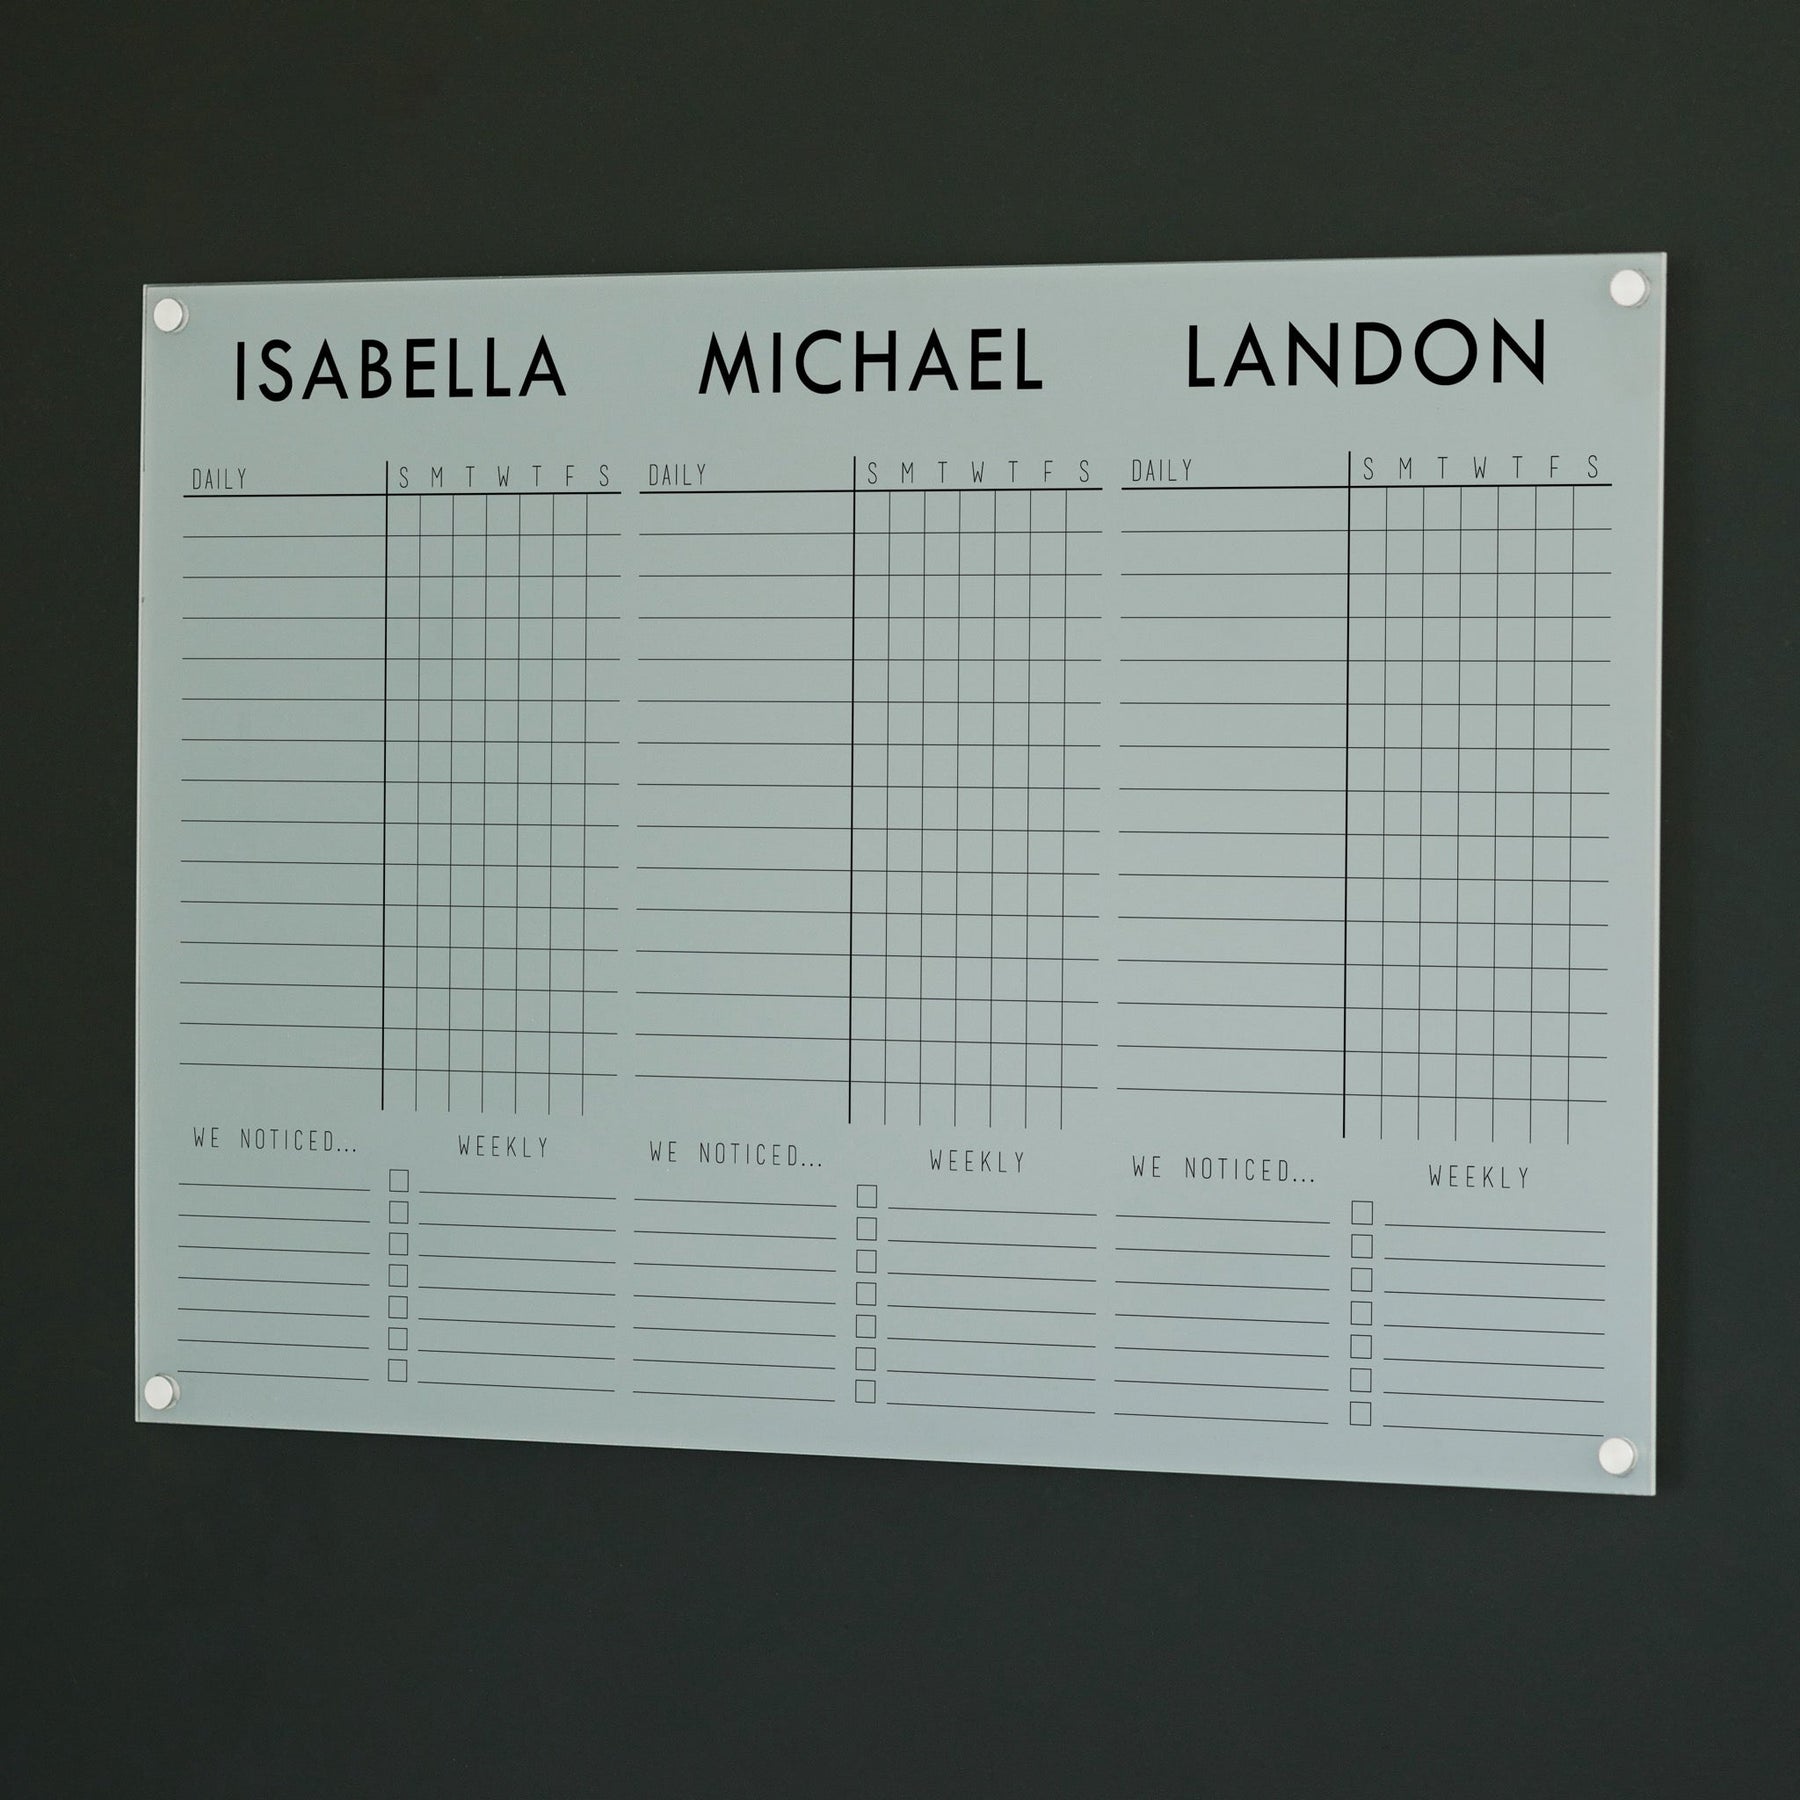 ISABELLA MICHAEL LANDON
DAILY S M T W T F S DAILY S M T W T F S DAILY S M T W T F S
WE NOTICED... WEEKLY WE NOTICED... WEEKLY WE NOTICED... WEEKLY